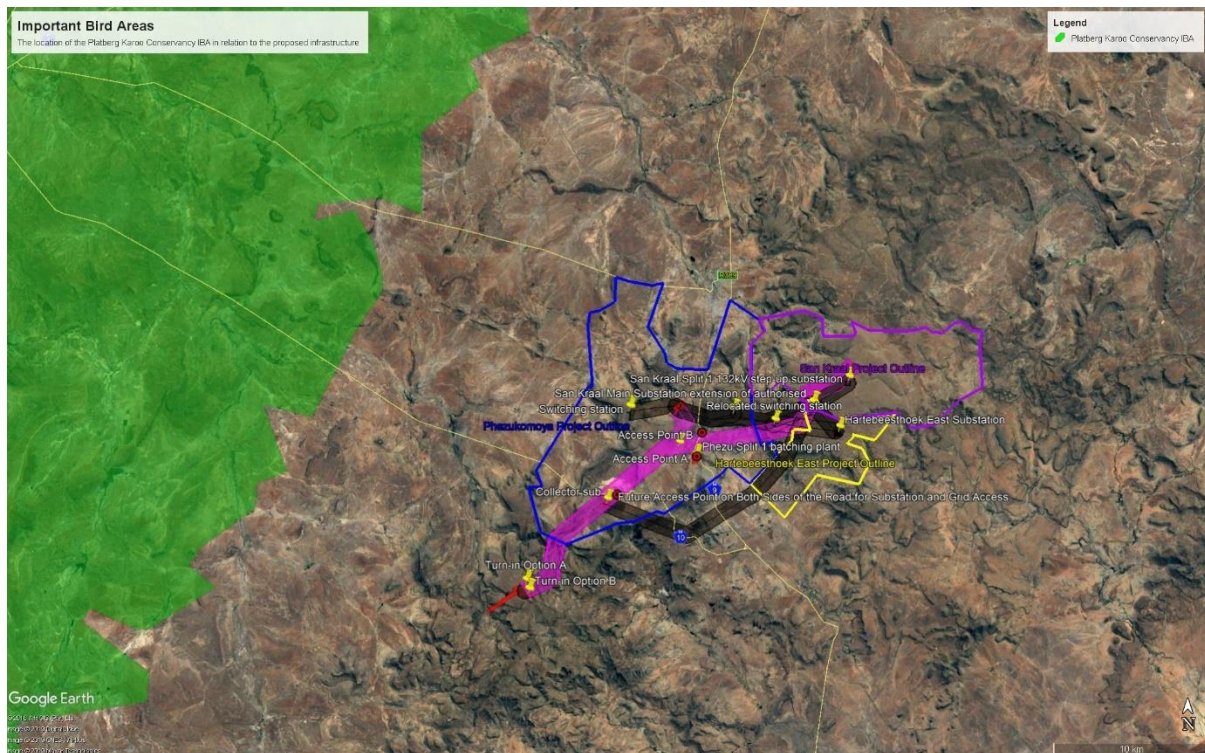 Important Bird Areas
The location of the Platberg Karoo Conservancy IBA in relation to the proposed infrastructure
Legend
Platberg Karoo Conservancy IBA
San Kraal Project Outline
San Kraal Split 1 132kV step up substation
San Kraal Main Substation extension of authorised
Switching station
Relocated switching station
Hartebeesthoek East Substation
Phezukomoya Project Outline
Access Point B
Phezu Split 1 batching plant
Access Point A
Hartebeesthoek East Project Outline
Collector sub
Future Access Point on Both Sides of the Road for Substation and Grid Access
Turn-in Option A
Turn-in Option B
Google Earth
N
10 km